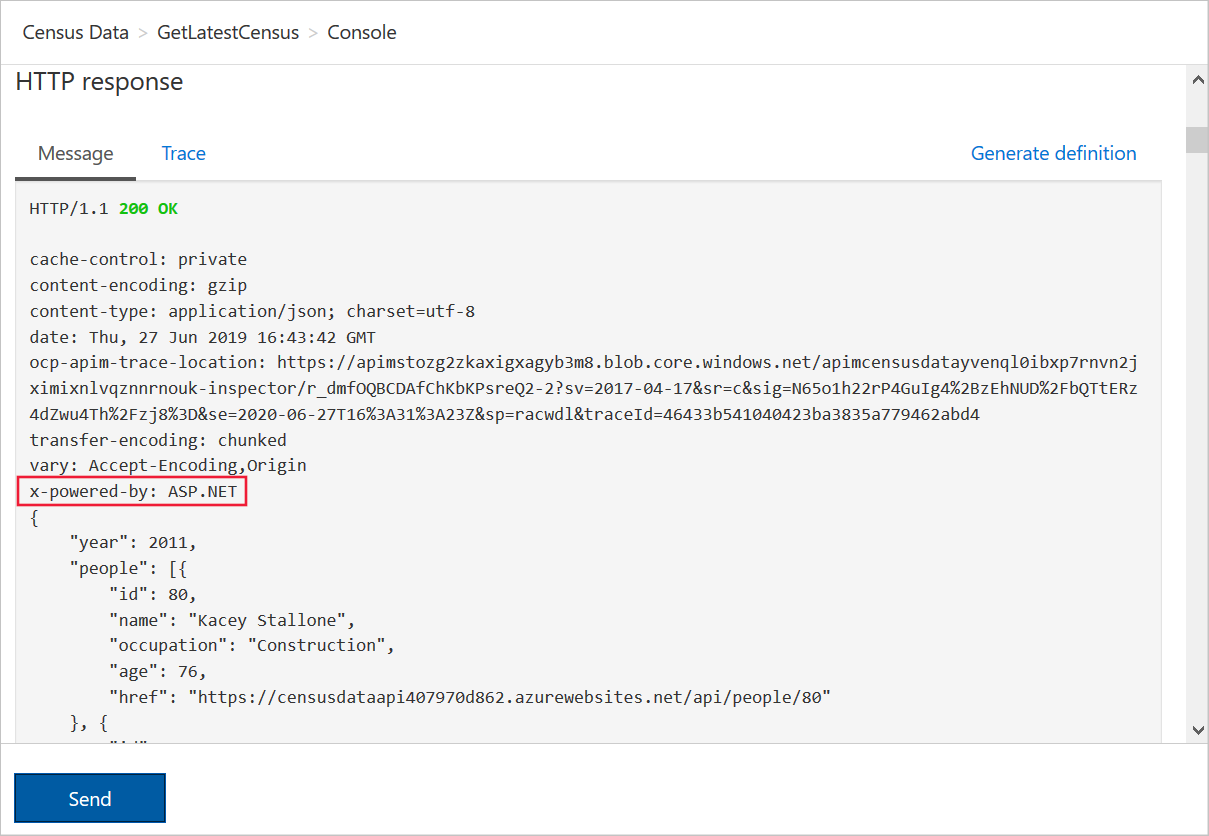 Census Data > GetLatestCensus > Console
HTTP response
Message Trace Generate definition
HTTP/1.1 200 OK
cache-control: private
content-encoding: gzip
content-type: application/json; charset=utf-8
date: Thu, 27 Jun 2019 16:43:42 GMT
ocp-apim-trace-location: https://apimstozg2zkaxigxagyb3m8.blob.core.windows.net/apimcensusdatayvenql0ibxp7rnvn2j
ximixnlvqznnrnouk-inspector/r_dmfOQBCDAfChKbKPsreQ2-2?sv=2017-04-17&sr=c&sig=N65o1h22rP4GuIg4%2BzEhNUD%2FbQTtERz
4dZwu4Th%2Fzj8%3D&se=2020-06-27T16%3A31%3A23Z&sp=racwdl&traceId=46433b541040423ba3835a779462abd4
transfer-encoding: chunked
vary: Accept-Encoding,Origin
x-powered-by: ASP.NET
{
"year": 2011,
"people": [{
"id": 80,
"name": "Kacey Stallone",
"occupation": "Construction",
"age": 76,
"href": "https://censusdataapi407970d862.azurewebsites.net/api/people/80"
}, {
Send